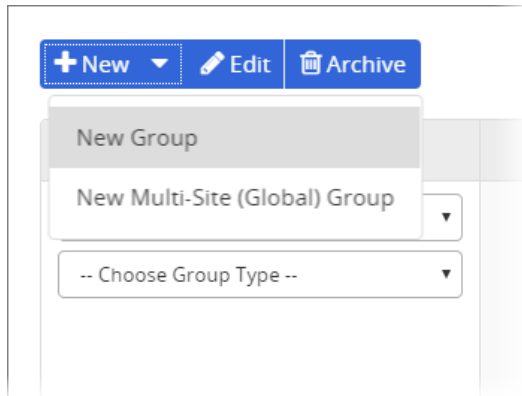 New Edit Archive
New Group
New Multi-Site (Global) Group
-- Choose Group Type --